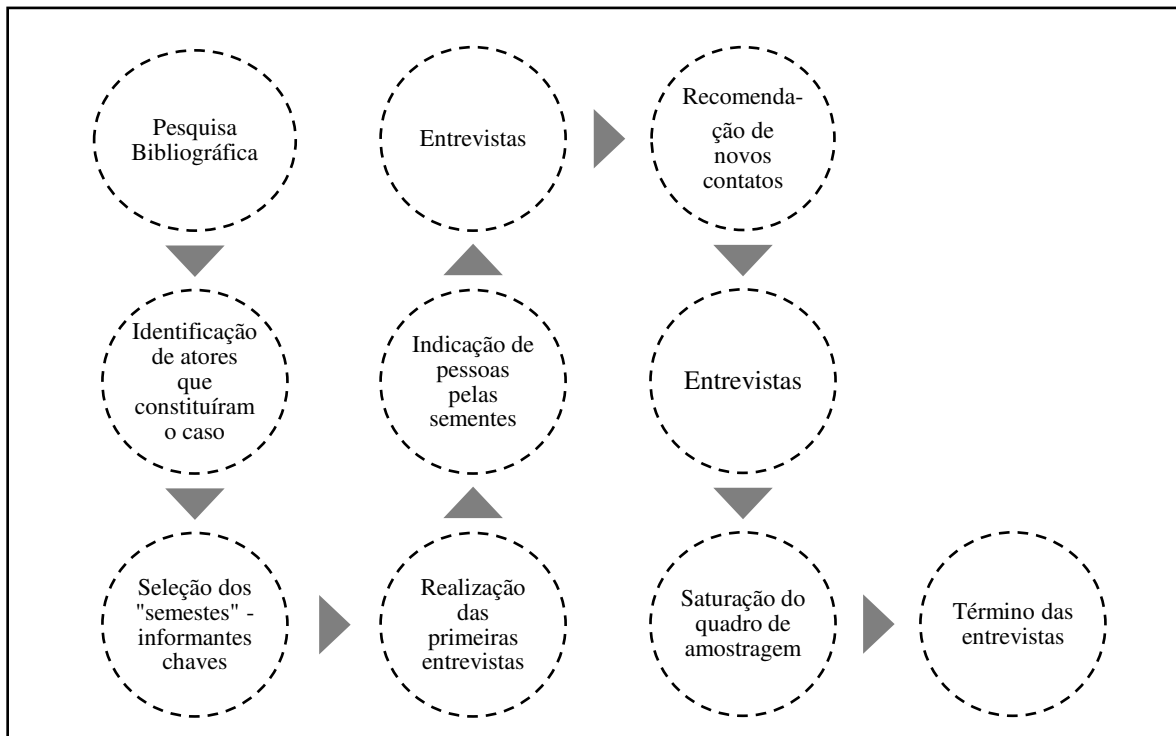 Pesquisa
Bibliográfica
Identificação
de atores
que
constituíram
o caso
Seleção dos
"semestes" -
informantes
chaves
Realização
das
primeiras
entrevistas
Indicação de
pessoas
pelas
sementes
Entrevistas
Recomenda-
ção de
novos
contatos
Entrevistas
Saturação do
quadro de
amostragem
Término das
entrevistas